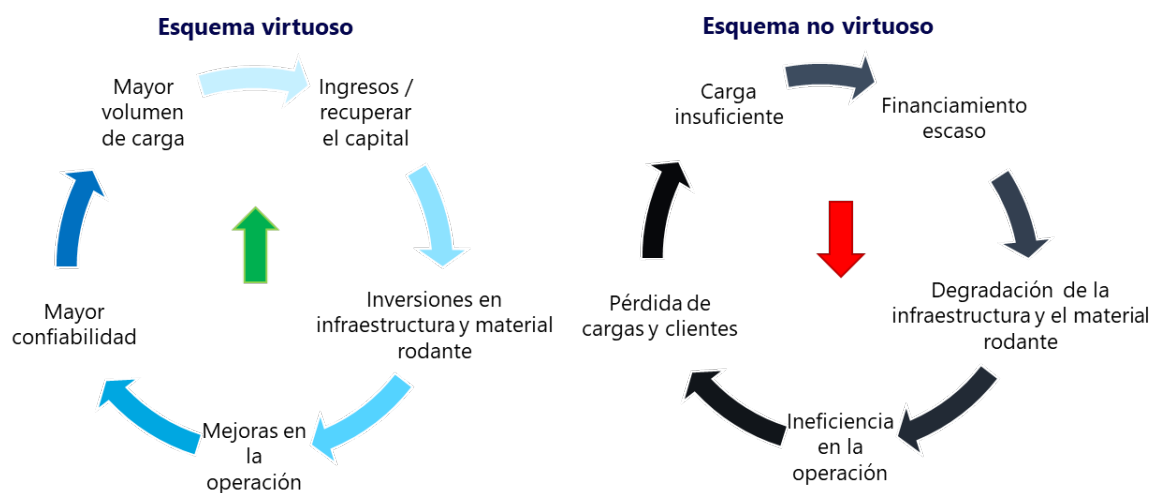 Esquema virtuoso
Mayor
volumen
de carga
Ingresos /
recuperar
el capital
Inversiones en
infraestructura y material
rodante
Mejoras en
la
operación
Mayor
confiabilidad
Esquema no virtuoso
Carga
insuficiente
Financiamiento
escaso
Degradación de la
infraestructura y el material
rodante
Ineficiencia
en la
operación
Pérdida de
cargas y clientes